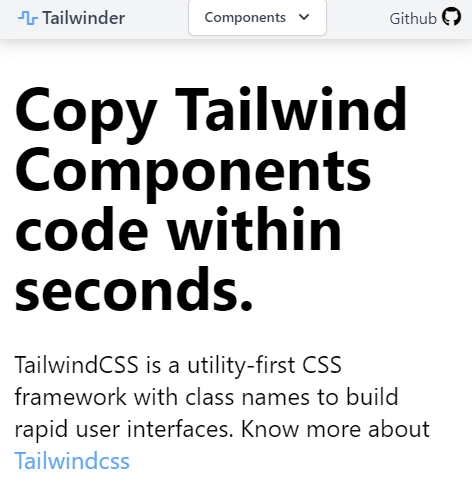 Tailwinder
Components
Github
Copy Tailwind
Components
code within
seconds.
TailwindCSS is a utility-first CSS
framework with class names to build
rapid user interfaces. Know more about
Tailwindcss